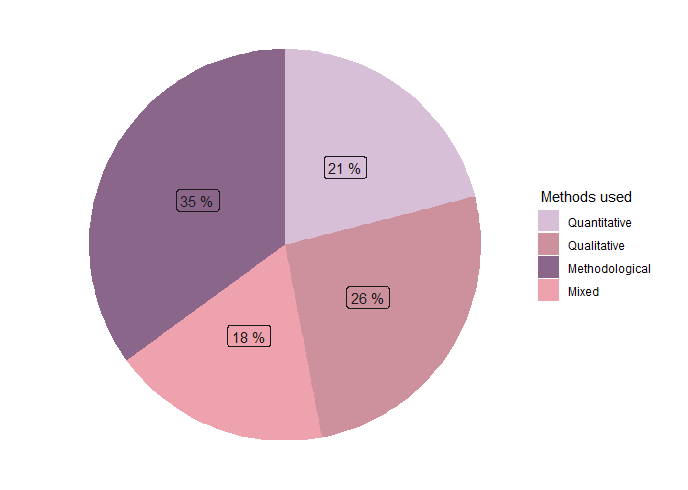 21 %
35 %
26 %
18 %
Methods used
Quantitative
Qualitative
Methodological
Mixed